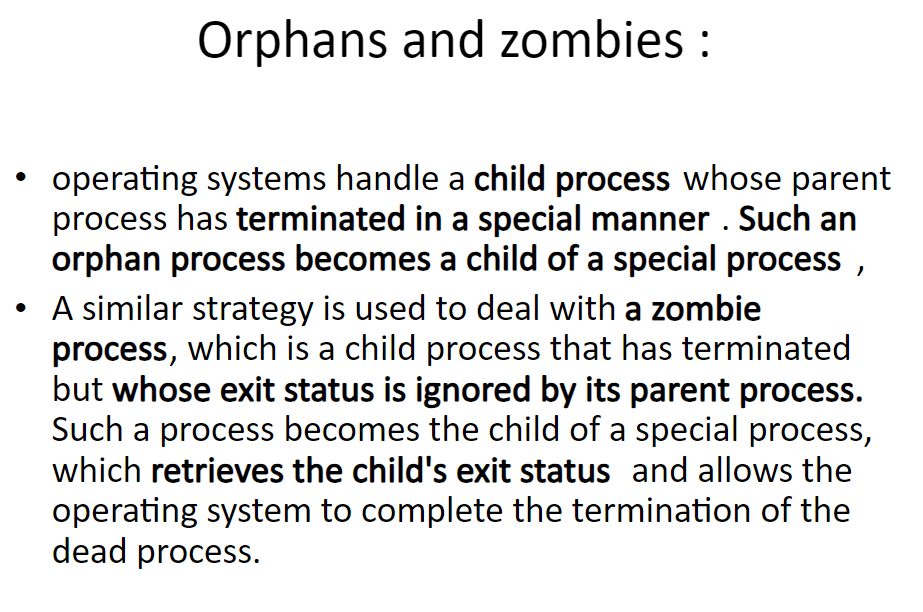 Orphans and zombies :
• operating systems handle a child process whose parent
process has terminated in a special manner . Such an
orphan process becomes a child of a special process ,
• A similar strategy is used to deal with a zombie
process, which is a child process that has terminated
but whose exit status is ignored by its parent process.
Such a process becomes the child of a special process,
which retrieves the child's exit status and allows the
operating system to complete the termination of the
dead process.